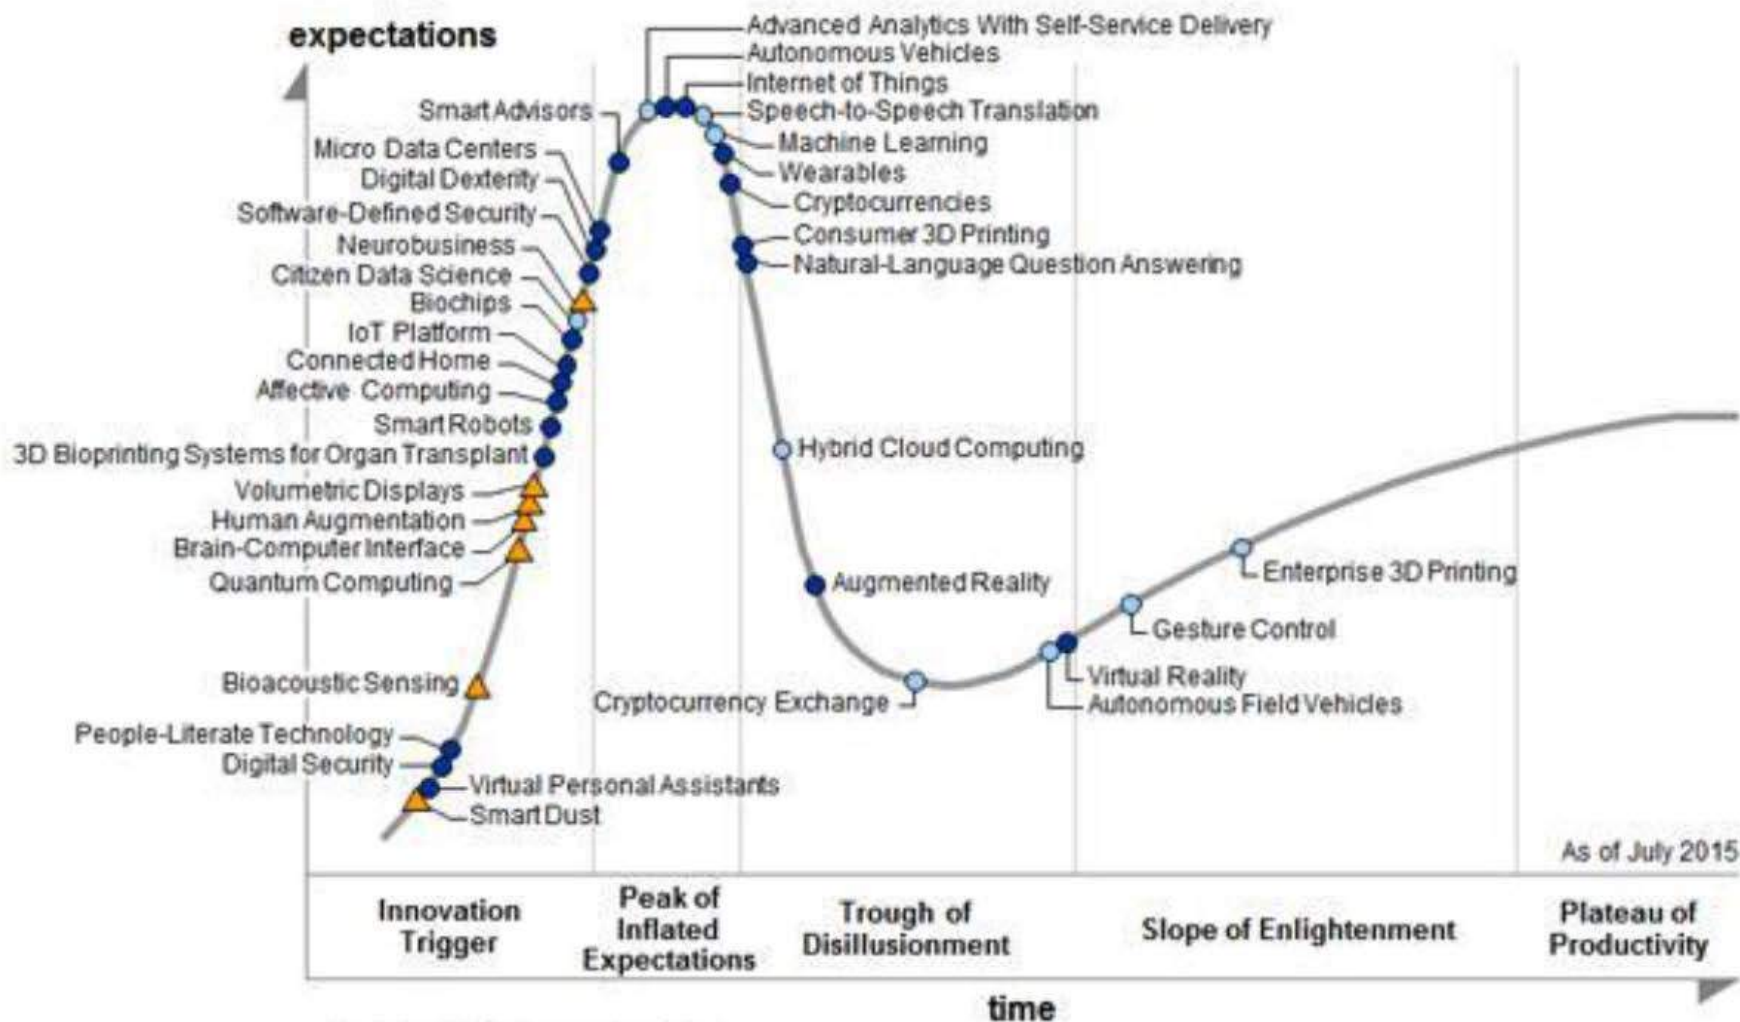 expectations
Advanced Analytics With Self-Service Delivery
Autonomous Vehicles
Internet of Things
Smart Advisors
Speech-to-Speech Translation
Micro Data Centers
Machine Learning
Digital Dexterity
Wearables
Software-Defined Security
Cryptocurrencies
Neurobusiness
Consumer 3D Printing
Citizen Data Science
Natural-Language Question Answering
Biochips
IoT Platform
Connected Home
Affective Computing
Smart Robots
Hybrid Cloud Computing
3D Bioprinting Systems for Organ Transplant
Volumetric Displays
Human Augmentation
Brain-Computer Interface
Quantum Computing
Augmented Reality
Enterprise 3D Printing
Gesture Control
Bioacoustic Sensing
Virtual Reality
Cryptocurrency Exchange
Autonomous Field Vehicles
People-Literate Technology
Digital Security
Virtual Personal Assistants
Smart Dust
As of July 2015
Innovation
Trigger
Peak of
Inflated
Expectations
Trough of
Disillusionment
Slope of Enlightenment
Plateau of
Productivity
time